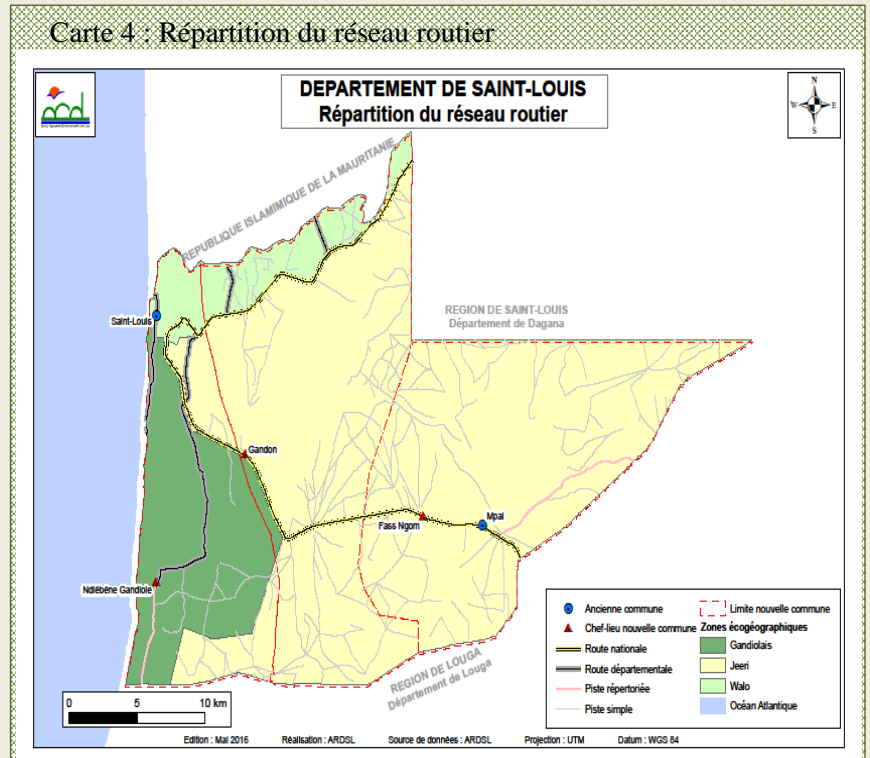 Carte 4 : Répartition du réseau routier
DEPARTEMENT DE SAINT-LOUIS
Répartition du réseau routier
N
W
E
S
REPUBLIQUE ISLAMIMIQUE DE LA MAURITANIE
REGION DE SAINT-LOUIS
Département de Dagana
Saint-Louis
Gandon
Mpal
Fass Ngom
Ndiébène Gandiole
REGION DE LOUGA
Département de Louga
Ancienne commune
Chef-lieu nouvelle commune
Route nationale
Route départementale
Piste répertoriée
Piste simple
Limite nouvelle commune
Zones écogéographiques
Gandiolais
Jeeri
Walo
Océan Atlantique
0 5 10 km
Edition : Mai 2016 Réalisation : ARDSL Source de données : ARDSL Projection : UTM Datum : WGS 84